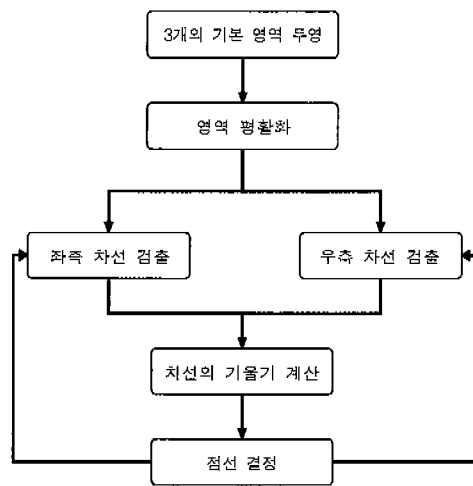 3개의 기본 영역 투영
영역 평활화
좌측 차선 검출
우측 차선 검출
차선의 기울기 계산
점선 결정